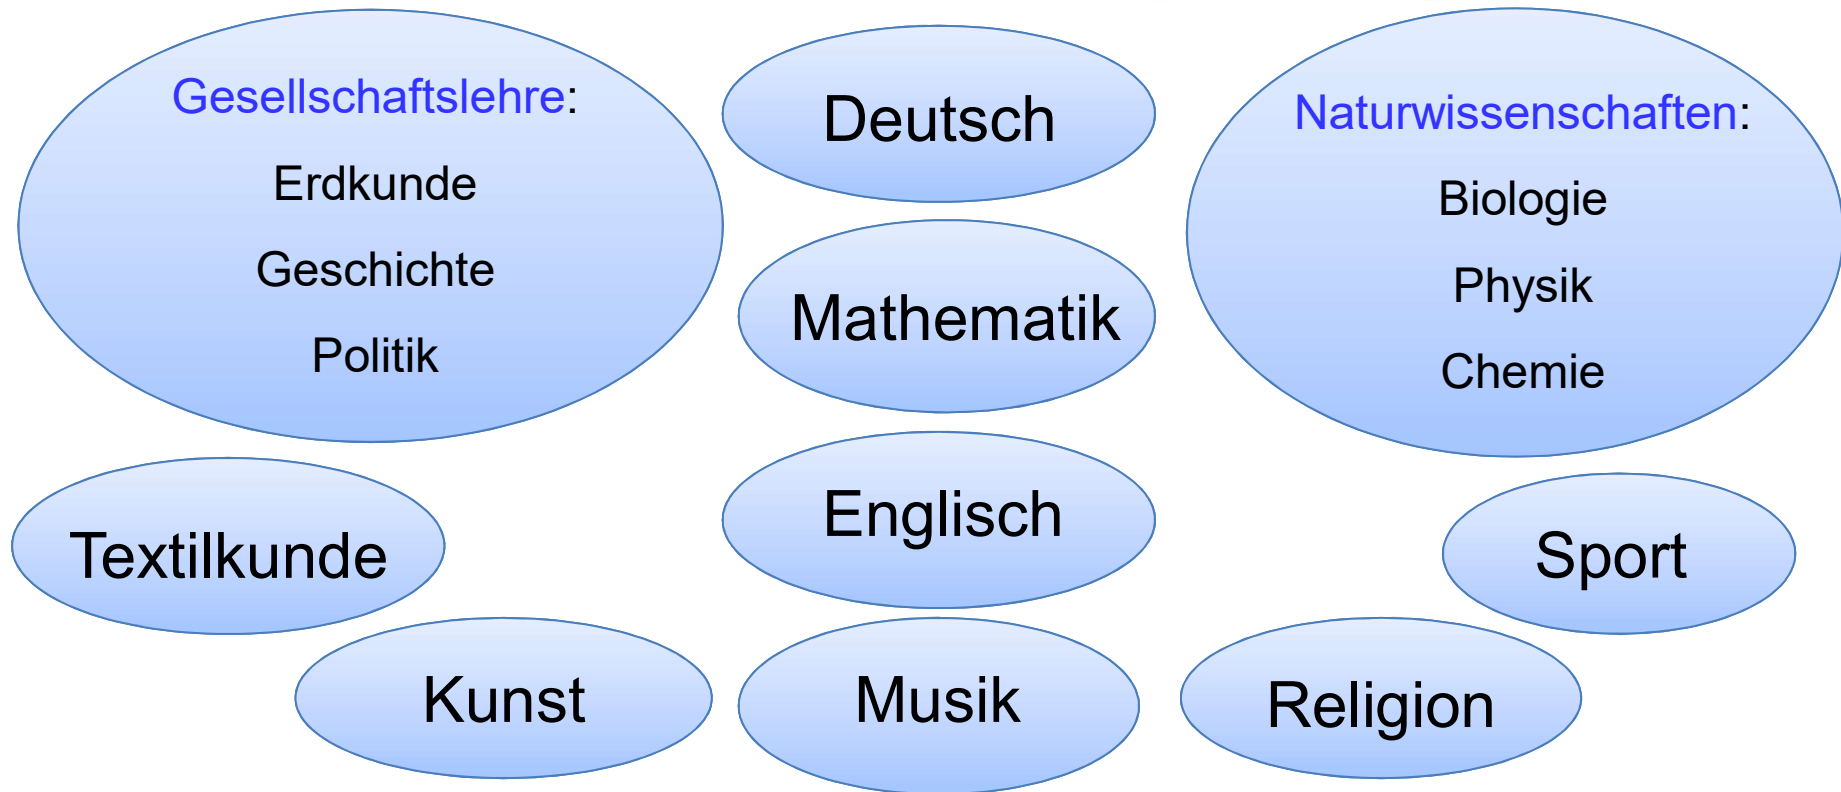 Gesellschaftslehre:
Erdkunde
Geschichte
Politik
Deutsch
Mathematik
Englisch
Naturwissenschaften:
Biologie
Physik
Chemie
Textilkunde
Sport
Kunst
Musik
Religion